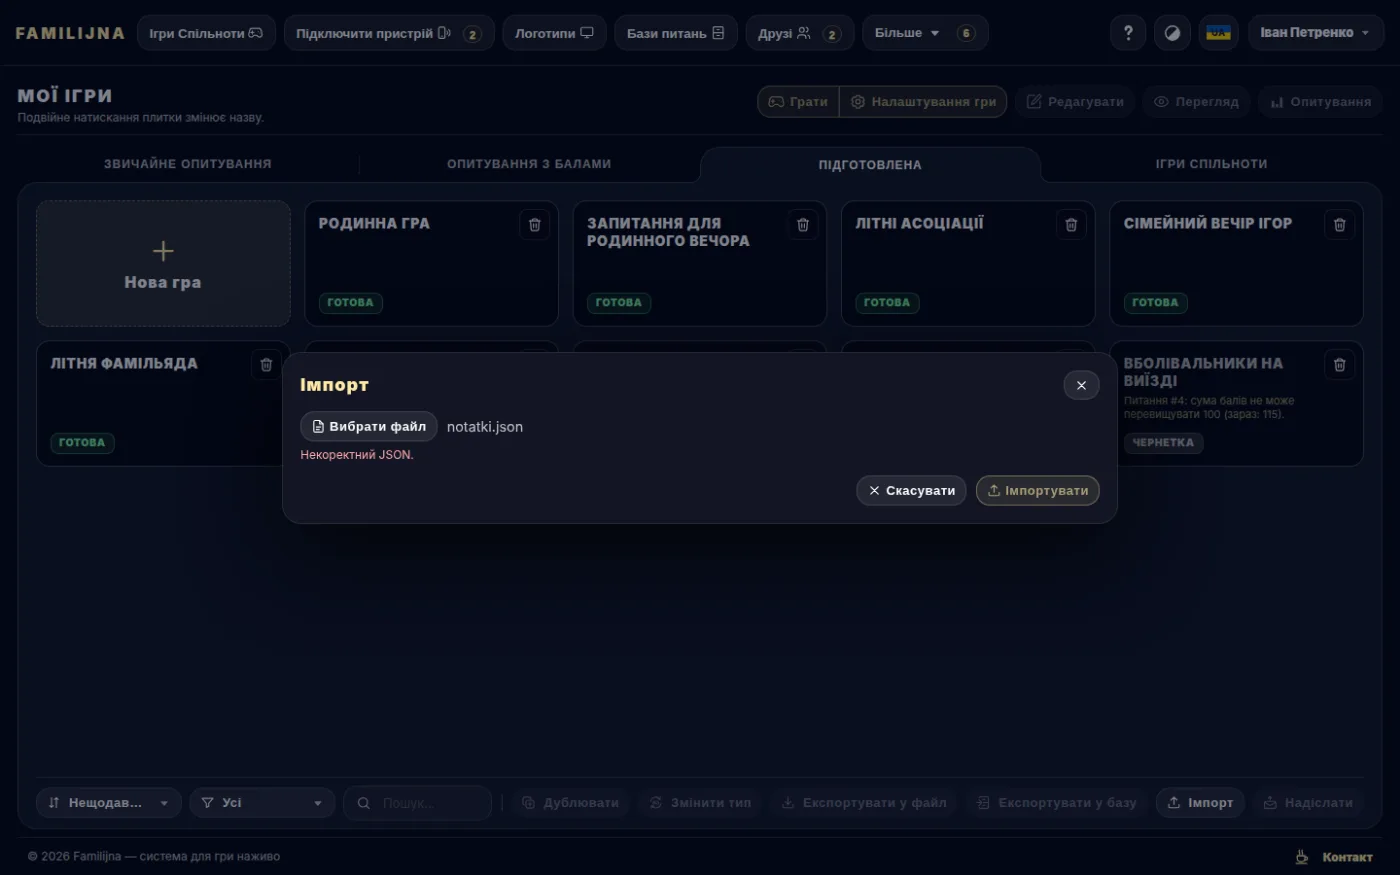 FAMILIJNA
Ігри Спільноти
Підключити пристрій 2
Логотипи
Бази питань
Друзі 2
Більше 6
?
UA
Іван Петренко
МОЇ ІГРИ
Подвійне натискання плитки змінює назву.
Грати
Налаштування гри
Редагувати
Перегляд
Опитування
ЗВИЧАЙНЕ ОПИТУВАННЯ
ОПИТУВАННЯ З БАЛАМИ
ПІДГОТОВЛЕНА
ІГРИ СПІЛЬНОТИ
Нова гра
РОДИННА ГРА
ГОТОВА
ЗАПИТАННЯ ДЛЯ
РОДИННОГО ВЕЧОРА
ГОТОВА
ЛІТНІ АСОЦІАЦІЇ
ГОТОВА
СІМЕЙНИЙ ВЕЧІР ІГОР
ГОТОВА
ЛІТНЯ ФАМІЛЬЯДА
ГОТОВА
ВБОЛІВАЛЬНИКИ НА
ВИЇЗДІ
Питання #4: сума балів не може
перевищувати 100 (зараз: 115).
ЧЕРНЕТКА
Імпорт
Вибрати файл
notatki.json
Некоректний JSON.
Скасувати
Імпортувати
Нещодав...
Усі
Пошук...
Дублювати
Змінити тип
Експортувати у файл
Експортувати у базу
Імпорт
Надіслати
© 2026 Familijna — система для гри наживо
Контакт